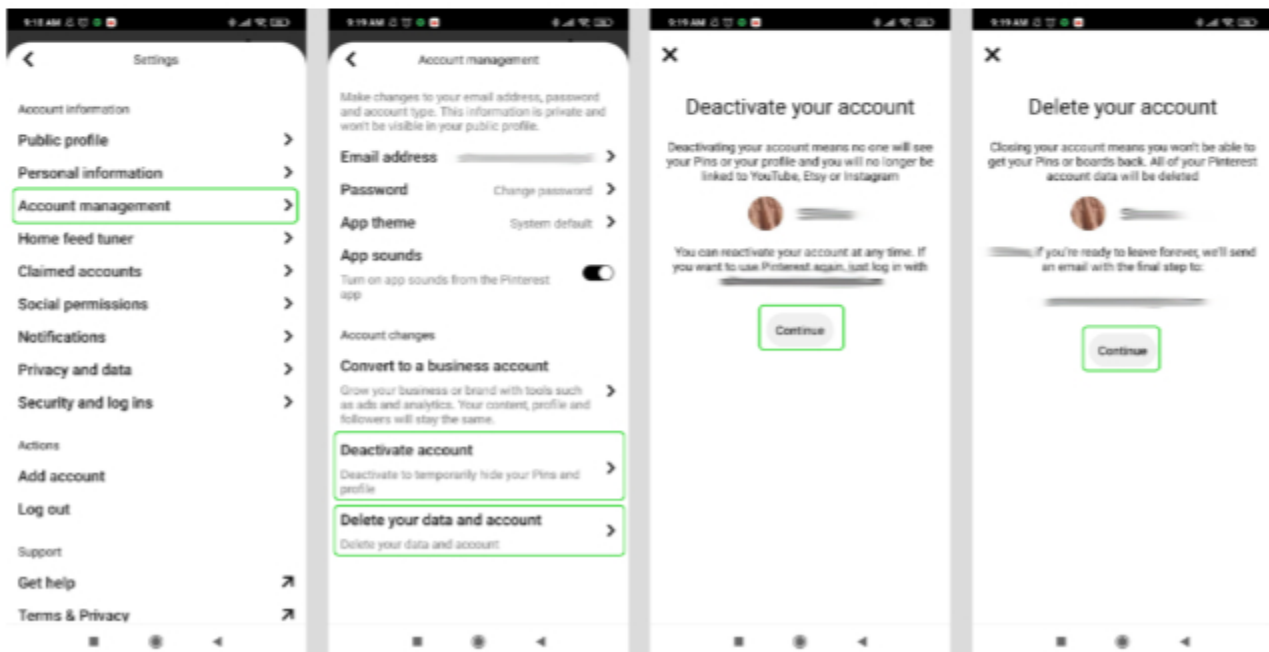 9:18 AM
Settings
Account information
Public profile
Personal information
Account management
Home feed tuner
Claimed accounts
Social permissions
Notifications
Privacy and data
Security and log ins
Actions
Add account
Log out
Support
Get help
Terms & Privacy
9:19 AM
Account management
Make changes to your email address, password
and account type. This information is private and
won't be visible in your public profile.
Email address
Password Change password
App theme System default
App sounds
Turn on app sounds from the Pinterest
app
Account changes
Convert to a business account
Grow your business or brand with tools such
as ads and analytics. Your content, profile and
followers will stay the same.
Deactivate account
Deactivate to temporarily hide your Pins and
profile
Delete your data and account
Delete your data and account
9:19 AM
Deactivate your account
Deactivating your account means no one will see
your Pins or your profile and you will no longer be
linked to YouTube, Etsy or Instagram
You can reactivate your account at any time. If
you want to use Pinterest again, just log in with
Continue
9:19 AM
Delete your account
Closing your account means you won't be able to
get your Pins or boards back. All of your Pinterest
account data will be deleted
if you're ready to leave forever, we'll send
an email with the final step to:
Continue